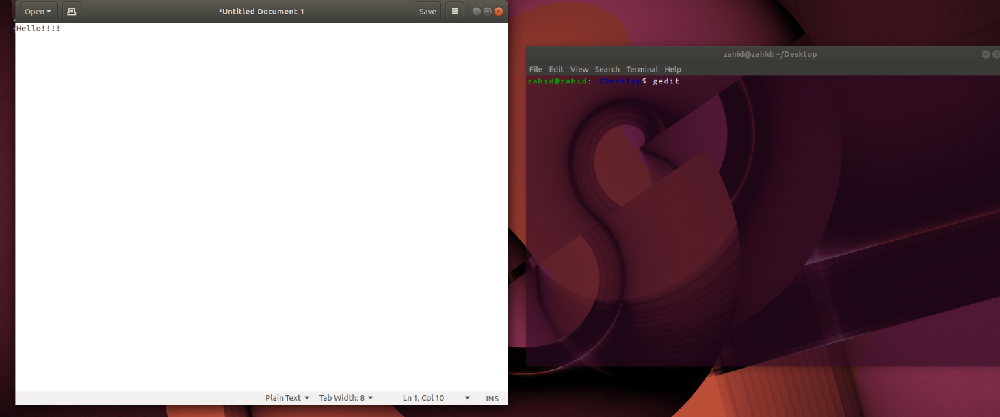 Open
*Untitled Document 1
Save
Hello!!!!
Plain Text
Tab Width: 8
Ln 1, Col 10
INS
zahid@zahid: ~/Desktop
File Edit View Search Terminal Help
zahid@zahid:~/Desktop$ gedit